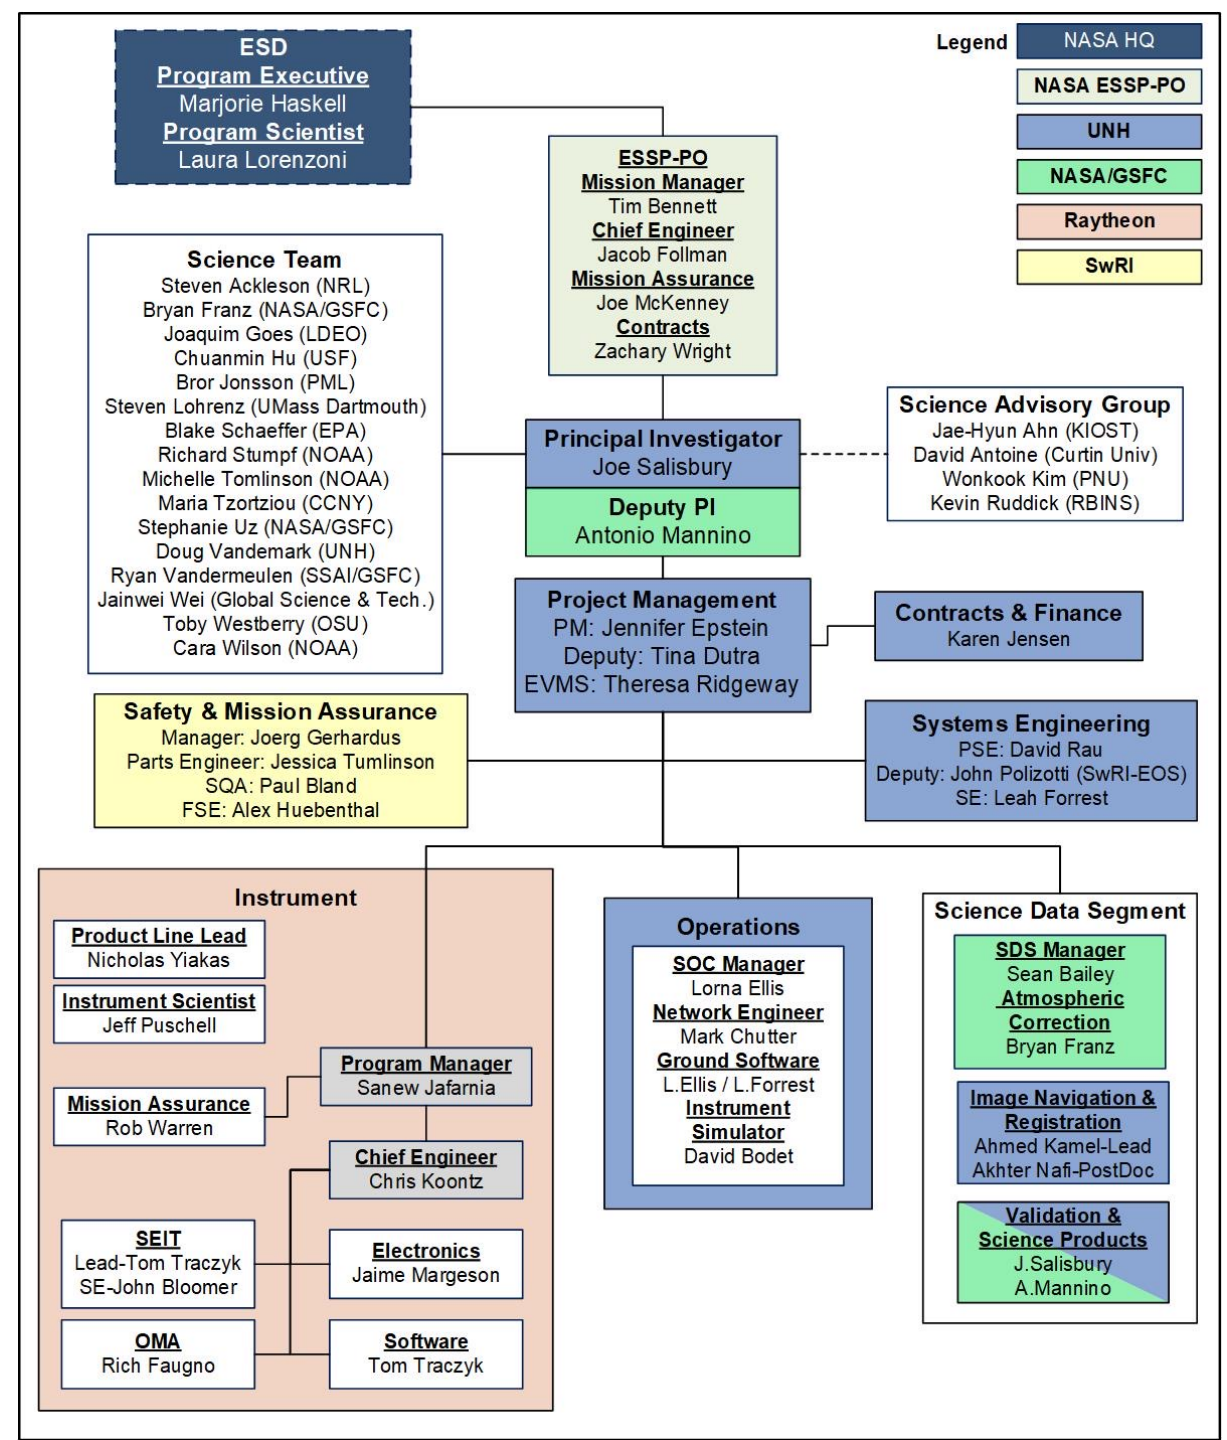 ESD
Program Executive
Marjorie Haskell
Program Scientist
Laura Lorenzoni
Legend
NASA HQ
NASA ESSP-PO
UNH
NASA/GSFC
Raytheon
SwRI
ESSP-PO
Mission Manager
Tim Bennett
Chief Engineer
Jacob Follman
Mission Assurance
Joe McKenney
Contracts
Zachary Wright
Science Team
Steven Ackleson (NRL)
Bryan Franz (NASA/GSFC)
Joaquim Goes (LDEO)
Chuanmin Hu (USF)
Bror Jonsson (PML)
Steven Lohrenz (UMass Dartmouth)
Blake Schaeffer (EPA)
Richard Stumpf (NOAA)
Michelle Tomlinson (NOAA)
Maria Tzortziou (CCNY)
Stephanie Uz (NASA/GSFC)
Doug Vandemark (UNH)
Ryan Vandermeulen (SSAI/GSFC)
Jainwei Wei (Global Science & Tech.)
Toby Westberry (OSU)
Cara Wilson (NOAA)
Principal Investigator
Joe Salisbury
Deputy PI
Antonio Mannino
Science Advisory Group
Jae-Hyun Ahn (KIOST)
David Antoine (Curtin Univ)
Wonkook Kim (PNU)
Kevin Ruddick (RBINS)
Project Management
PM: Jennifer Epstein
Deputy: Tina Dutra
EVMS: Theresa Ridgeway
Contracts & Finance
Karen Jensen
Safety & Mission Assurance
Manager: Joerg Gerhardus
Parts Engineer: Jessica Tumlinson
SQA: Paul Bland
FSE: Alex Huebenthal
Systems Engineering
PSE: David Rau
Deputy: John Polizotti (SwRI-EOS)
SE: Leah Forrest
Instrument
Product Line Lead
Nicholas Yiakas
Instrument Scientist
Jeff Puschell
Program Manager
Sanew Jafarnia
Mission Assurance
Rob Warren
Chief Engineer
Chris Koontz
SEIT
Lead-Tom Traczyk
SE-John Bloomer
Electronics
Jaime Margeson
OMA
Rich Faugno
Software
Tom Traczyk
Operations
SOC Manager
Lorna Ellis
Network Engineer
Mark Chutter
Ground Software
L.Ellis / L.Forrest
Instrument
Simulator
David Bodet
Science Data Segment
SDS Manager
Sean Bailey
Atmospheric
Correction
Bryan Franz
Image Navigation &
Registration
Ahmed Kamel-Lead
Akhter Nafi-PostDoc
Validation &
Science Products
J.Salisbury
A.Mannino